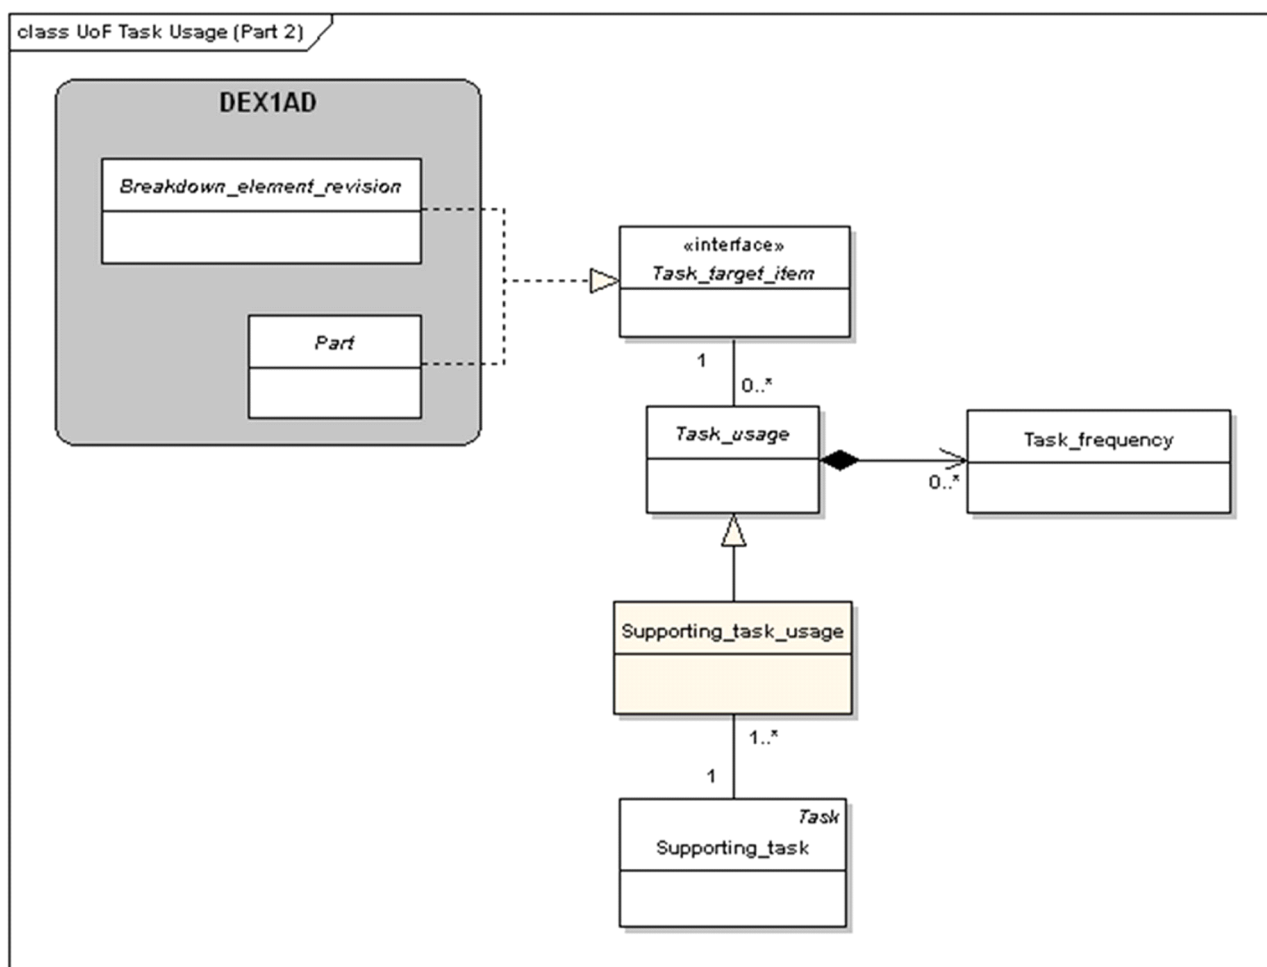 class UoF Task Usage (Part 2)
DEX1AD
Breakdown_element_revision
«interface»
Task_target_item
Part
1
0..*
Task_usage
Task_frequency
0..*
Supporting_task_usage
1..*
1
Task
Supporting_task